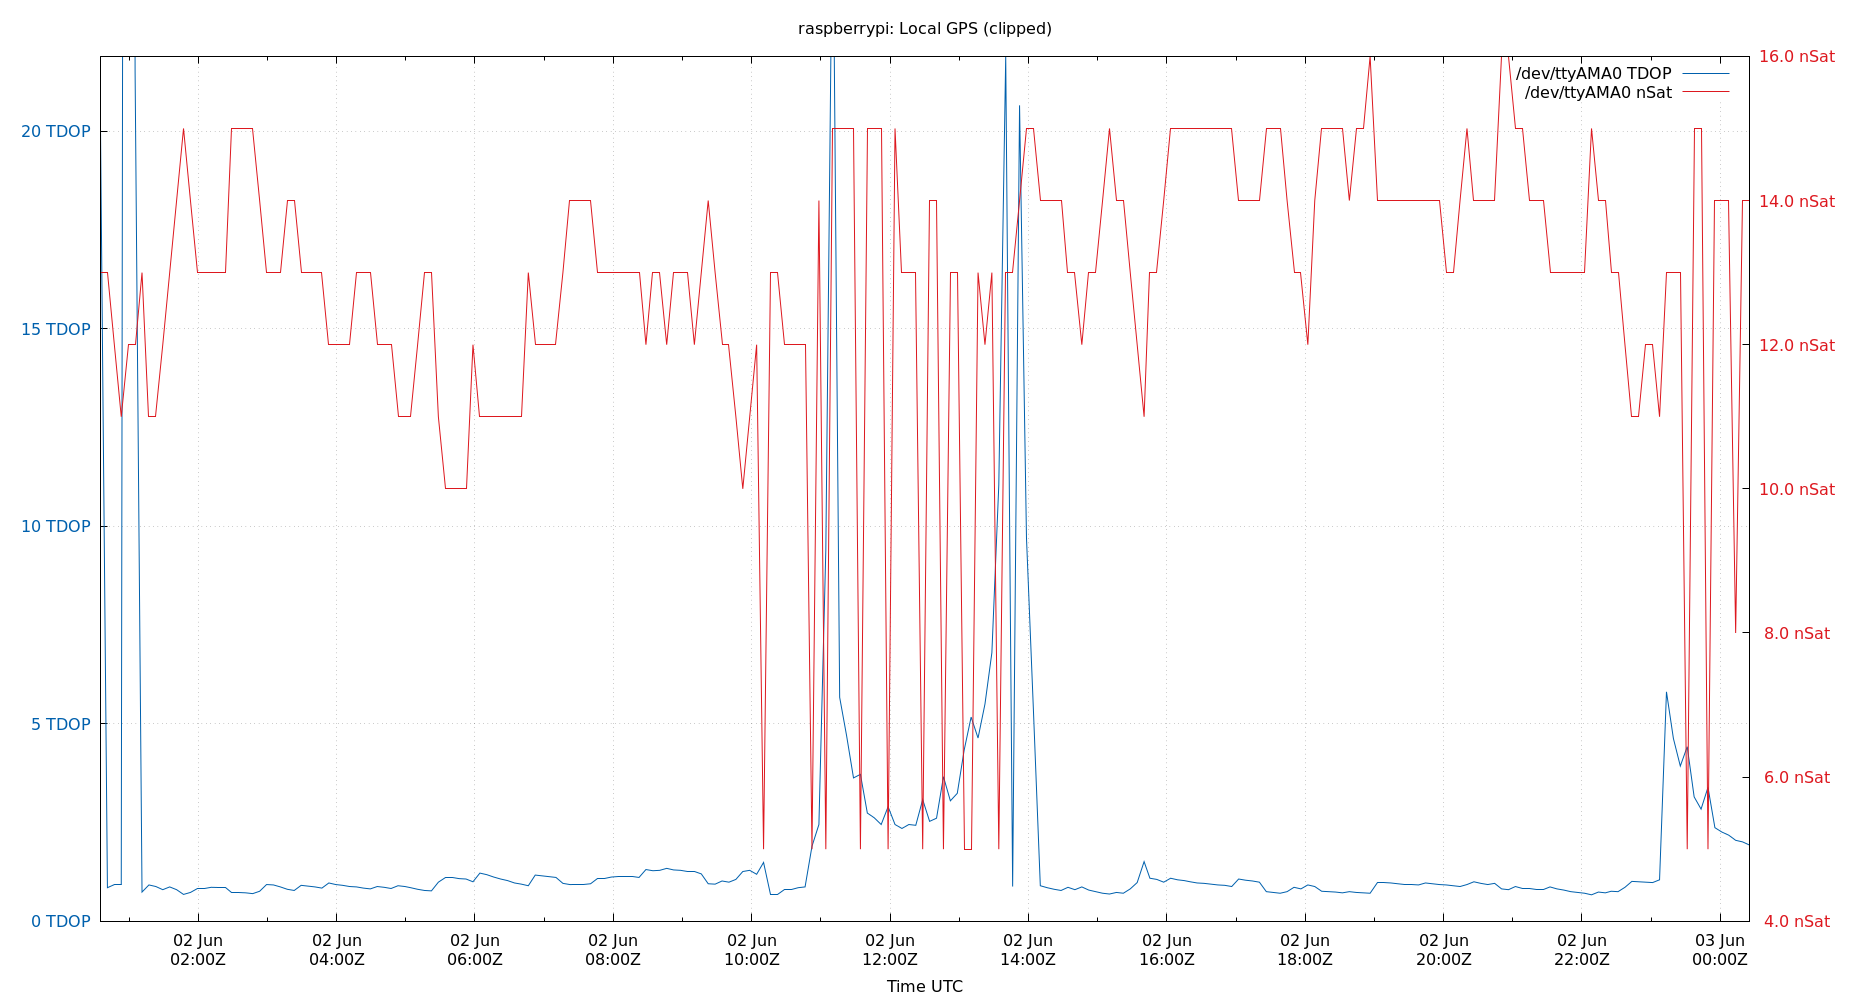 raspberrypi: Local GPS (clipped)
/dev/ttyAMA0 TDOP
/dev/ttyAMA0 nSat
20 TDOP
15 TDOP
10 TDOP
5 TDOP
0 TDOP
16.0 nSat
14.0 nSat
12.0 nSat
10.0 nSat
8.0 nSat
6.0 nSat
4.0 nSat
02 Jun
02:00Z
02 Jun
04:00Z
02 Jun
06:00Z
02 Jun
08:00Z
02 Jun
10:00Z
02 Jun
12:00Z
02 Jun
14:00Z
02 Jun
16:00Z
02 Jun
18:00Z
02 Jun
20:00Z
02 Jun
22:00Z
03 Jun
00:00Z
Time UTC